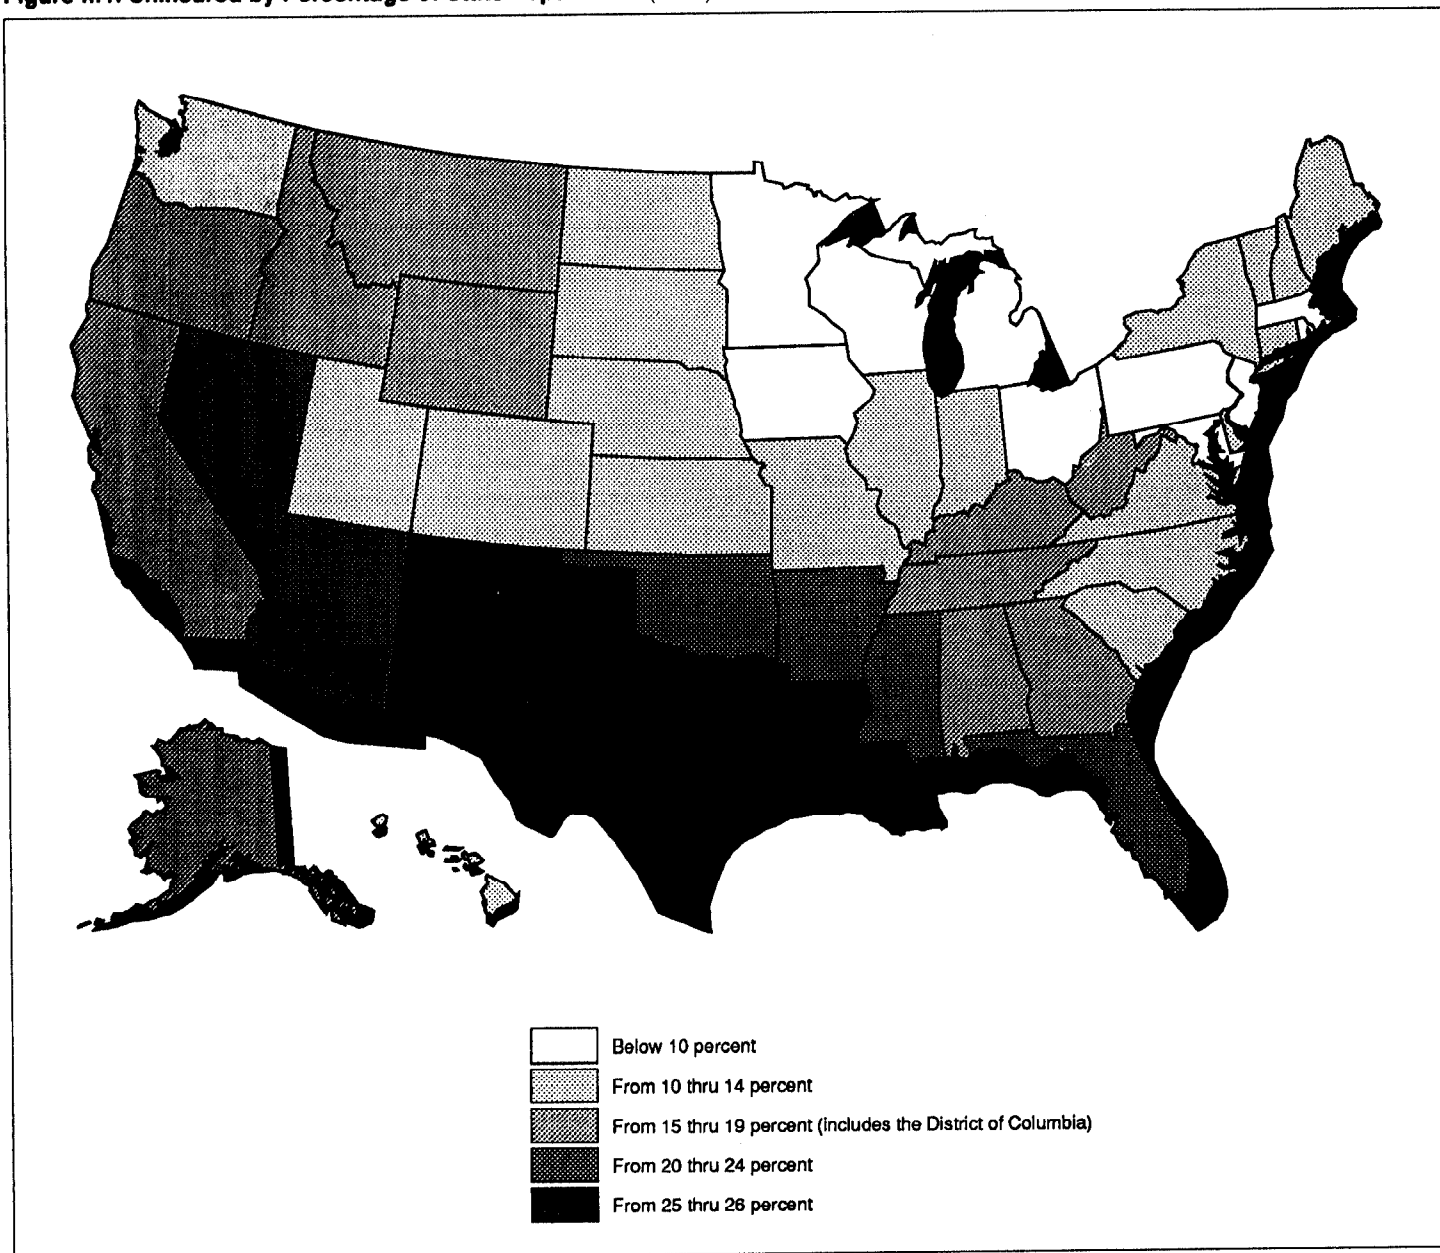 Below 10 percent
From 10 thru 14 percent
From 15 thru 19 percent (includes the District of Columbia)
From 20 thru 24 percent
From 25 thru 26 percent